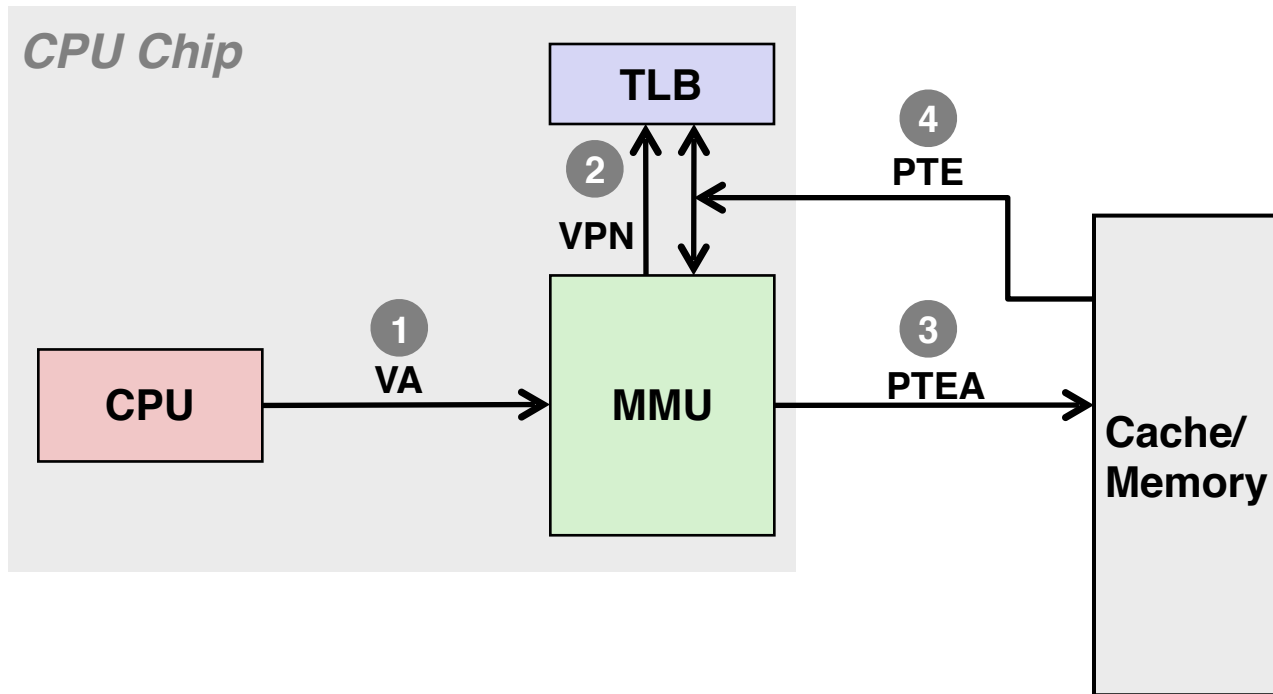 CPU Chip
TLB
4
PTE
2
VPN
1
VA
3
PTEA
CPU
MMU
Cache/
Memory